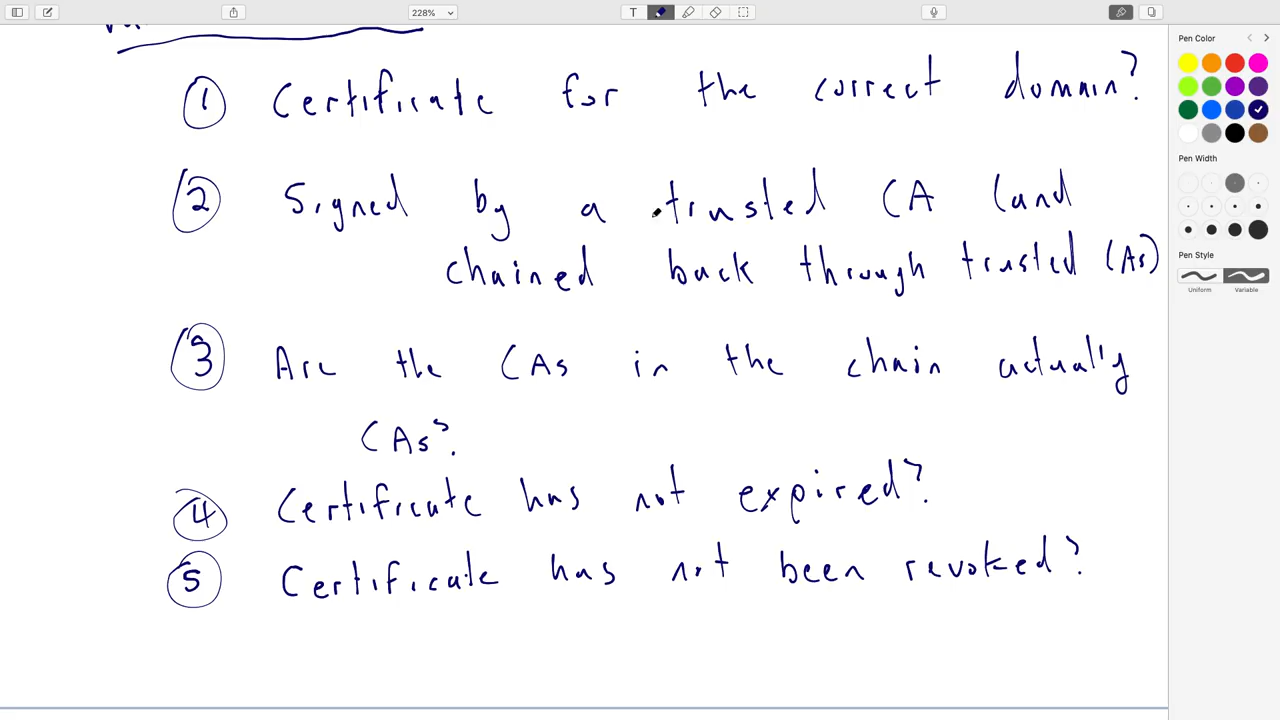 228%
T
Pen Color
① Certificate for the correct domain?
② Signed by a trusted CA (and
chained back through trusted CAs)
③ Are the CAs in the chain actually
CAs?
④ Certificate has not expired?
⑤ Certificate has not been revoked?
Pen Width
Pen Style
Uniform Variable